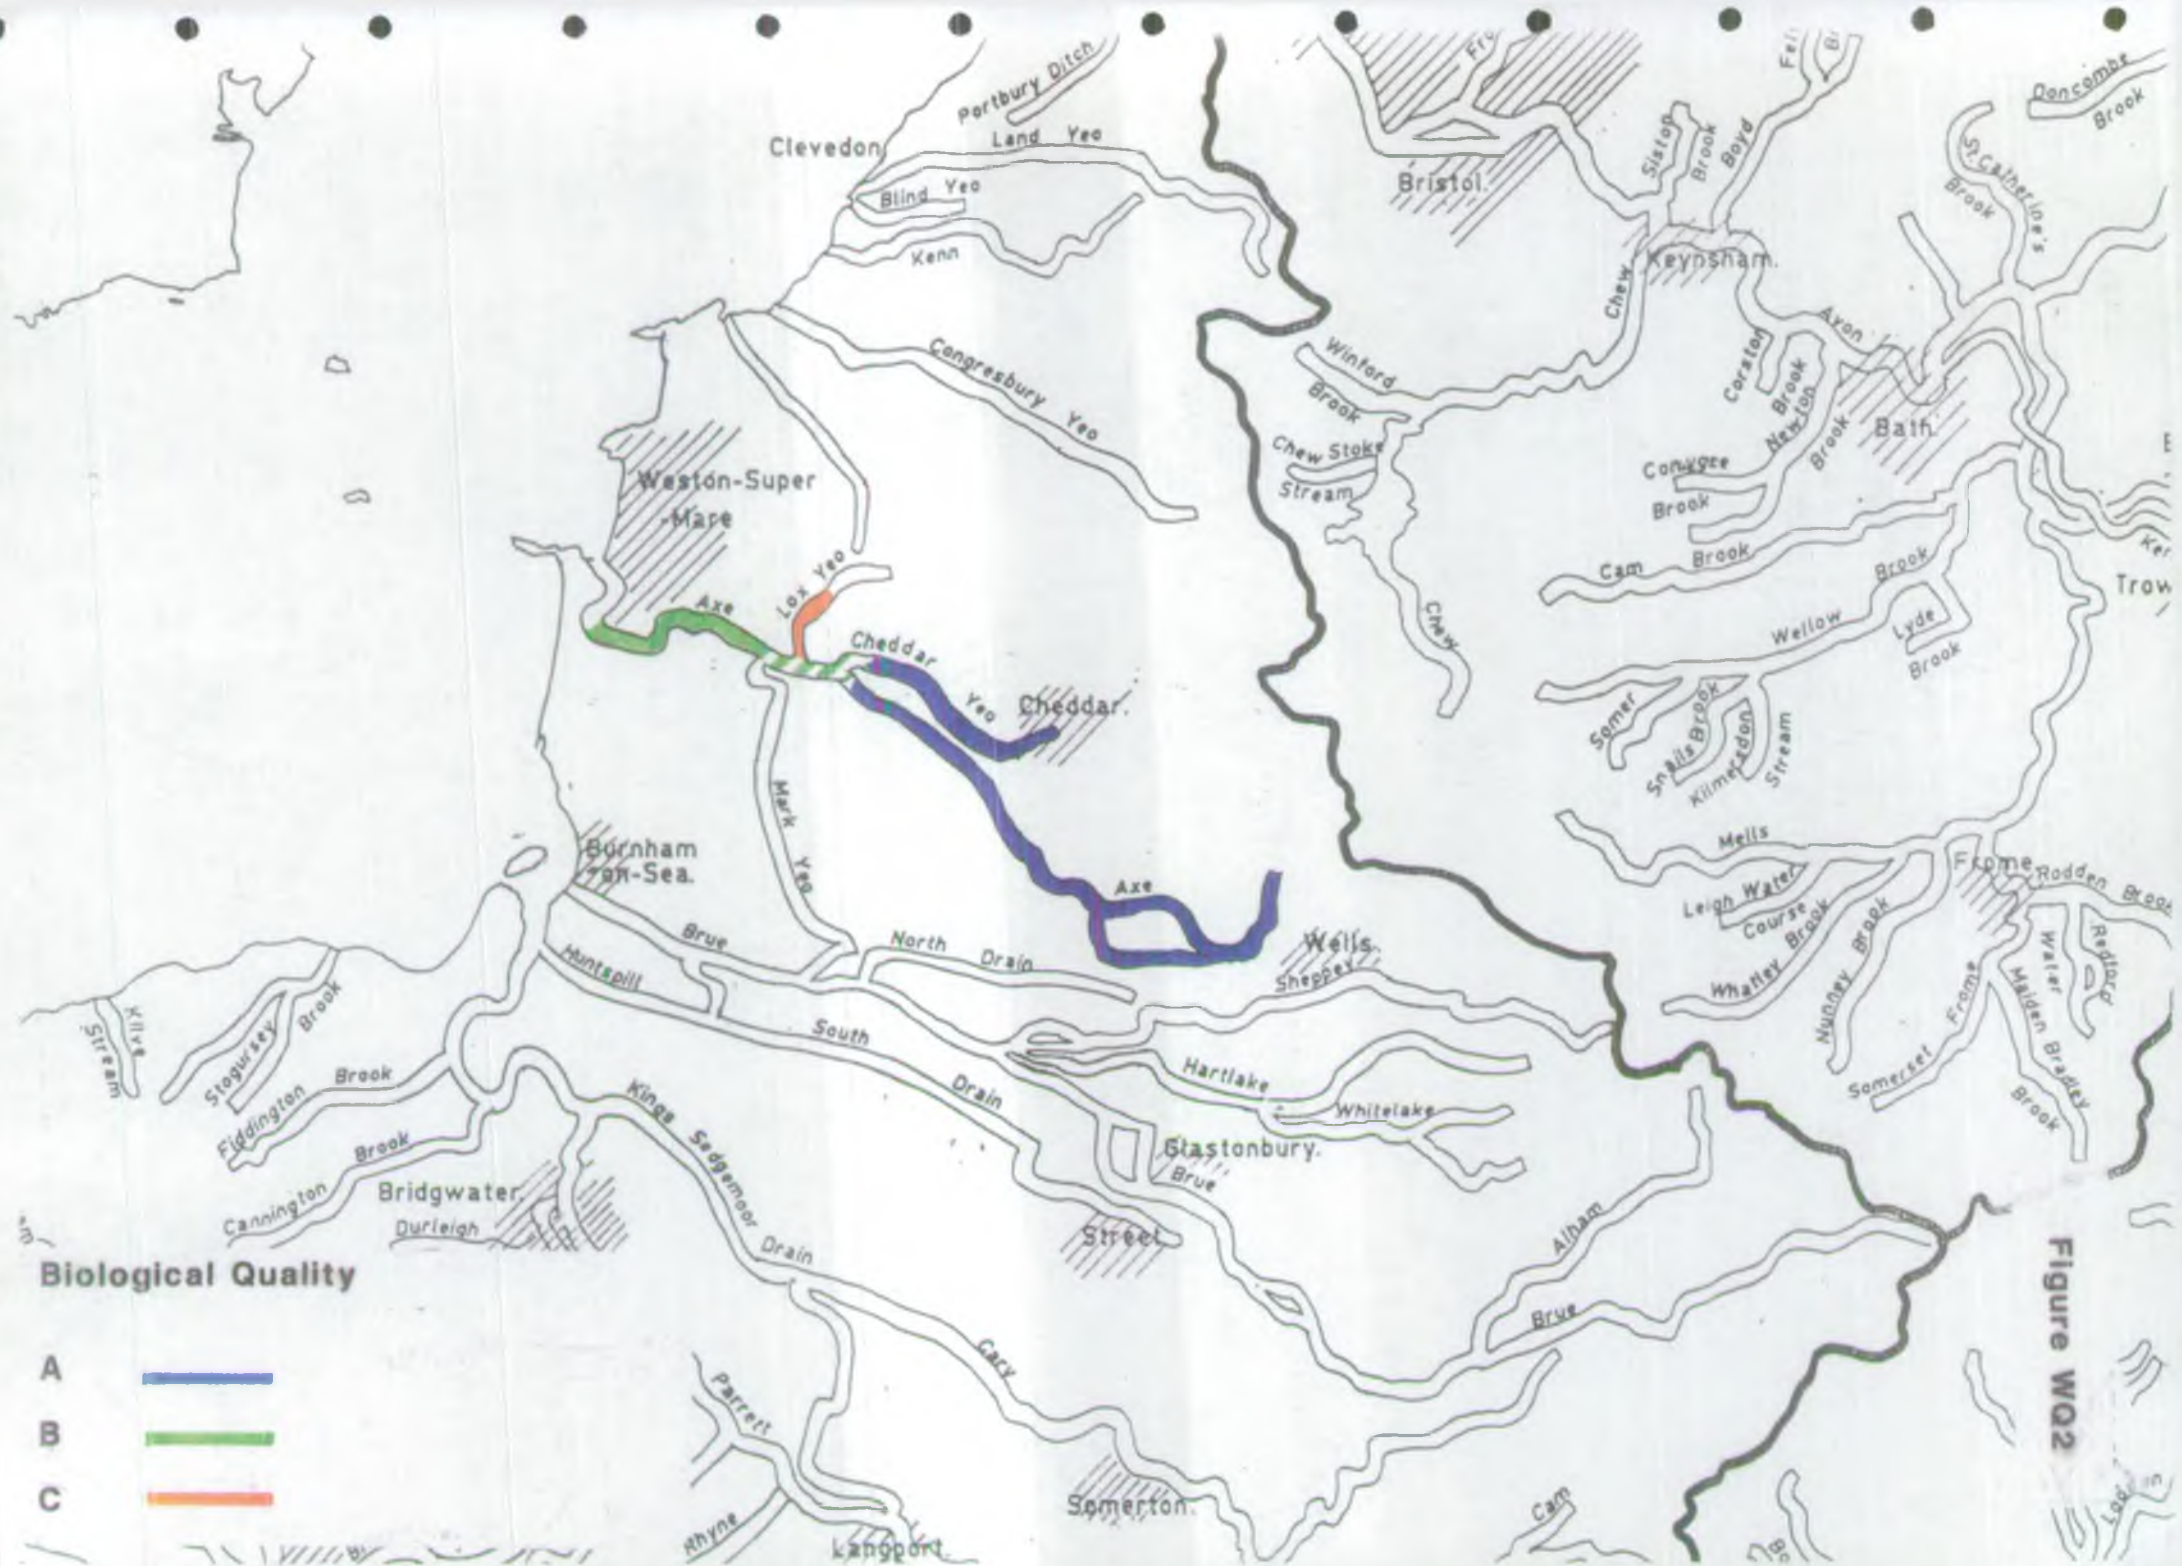 Portbury Ditch
Clevedon
Land Yeo
Blind Yeo
Kenn
Congresbury Yeo
Bristol.
Siston
Brook
Boyd
Doncombe
Brook
St.Catherine's
Brook
Keynsham.
Chew
Avon
Corston
Brook
Newton
Brook
Bath.
Winford
Brook
Chew Stoke
Stream
Chew
Conygre
Brook
Cam Brook
Wellow Brook
Lyde
Brook
Somer
Snails Brook
Kilmersdon
Stream
Trow
Weston-Super
-Mare
Lox Yeo
Axe
Cheddar
Yeo
Cheddar.
Mark Yeo
Axe
Burnham
-on-Sea.
Brue
Huntspill
North Drain
South
Drain
Wells.
Sheppey
Hartlake
Whitelake
Glastonbury.
Brue
Street.
Alham
Brue
Mells
Leigh Water
Course
Whatley
Brook
Nunney Brook
Frome
Rodden Brook
Redford
Water
Somerset Frome
Maiden Bradley
Brook
Kilve
Stream
Stogursey
Brook
Fiddington Brook
Cannington Brook
Bridgwater.
Durleigh
Kings Sedgemoor
Drain
Cary
Parrett
Rhyne
Langport.
Somerton.
Cam
Biological Quality
A
B
C
Figure WQ2